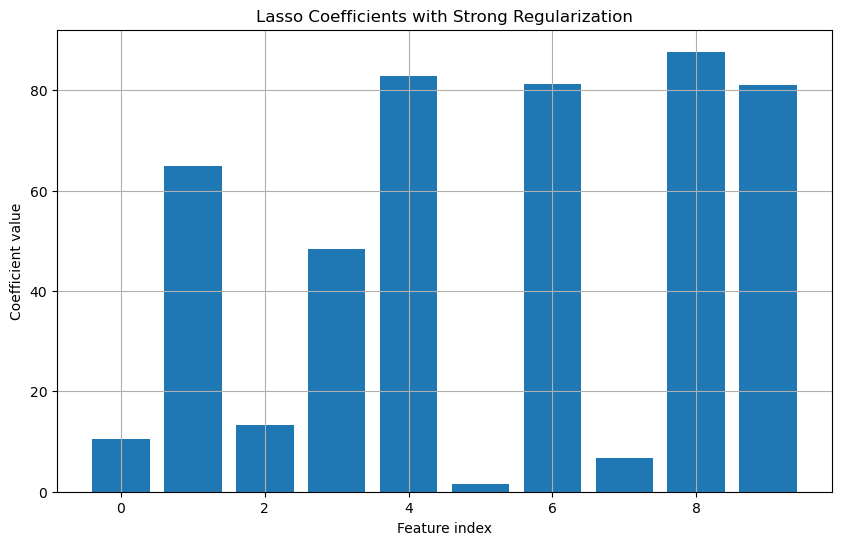 Lasso Coefficients with Strong Regularization
Coefficient value
80
60
40
20
0
0 2 4 6 8
Feature index